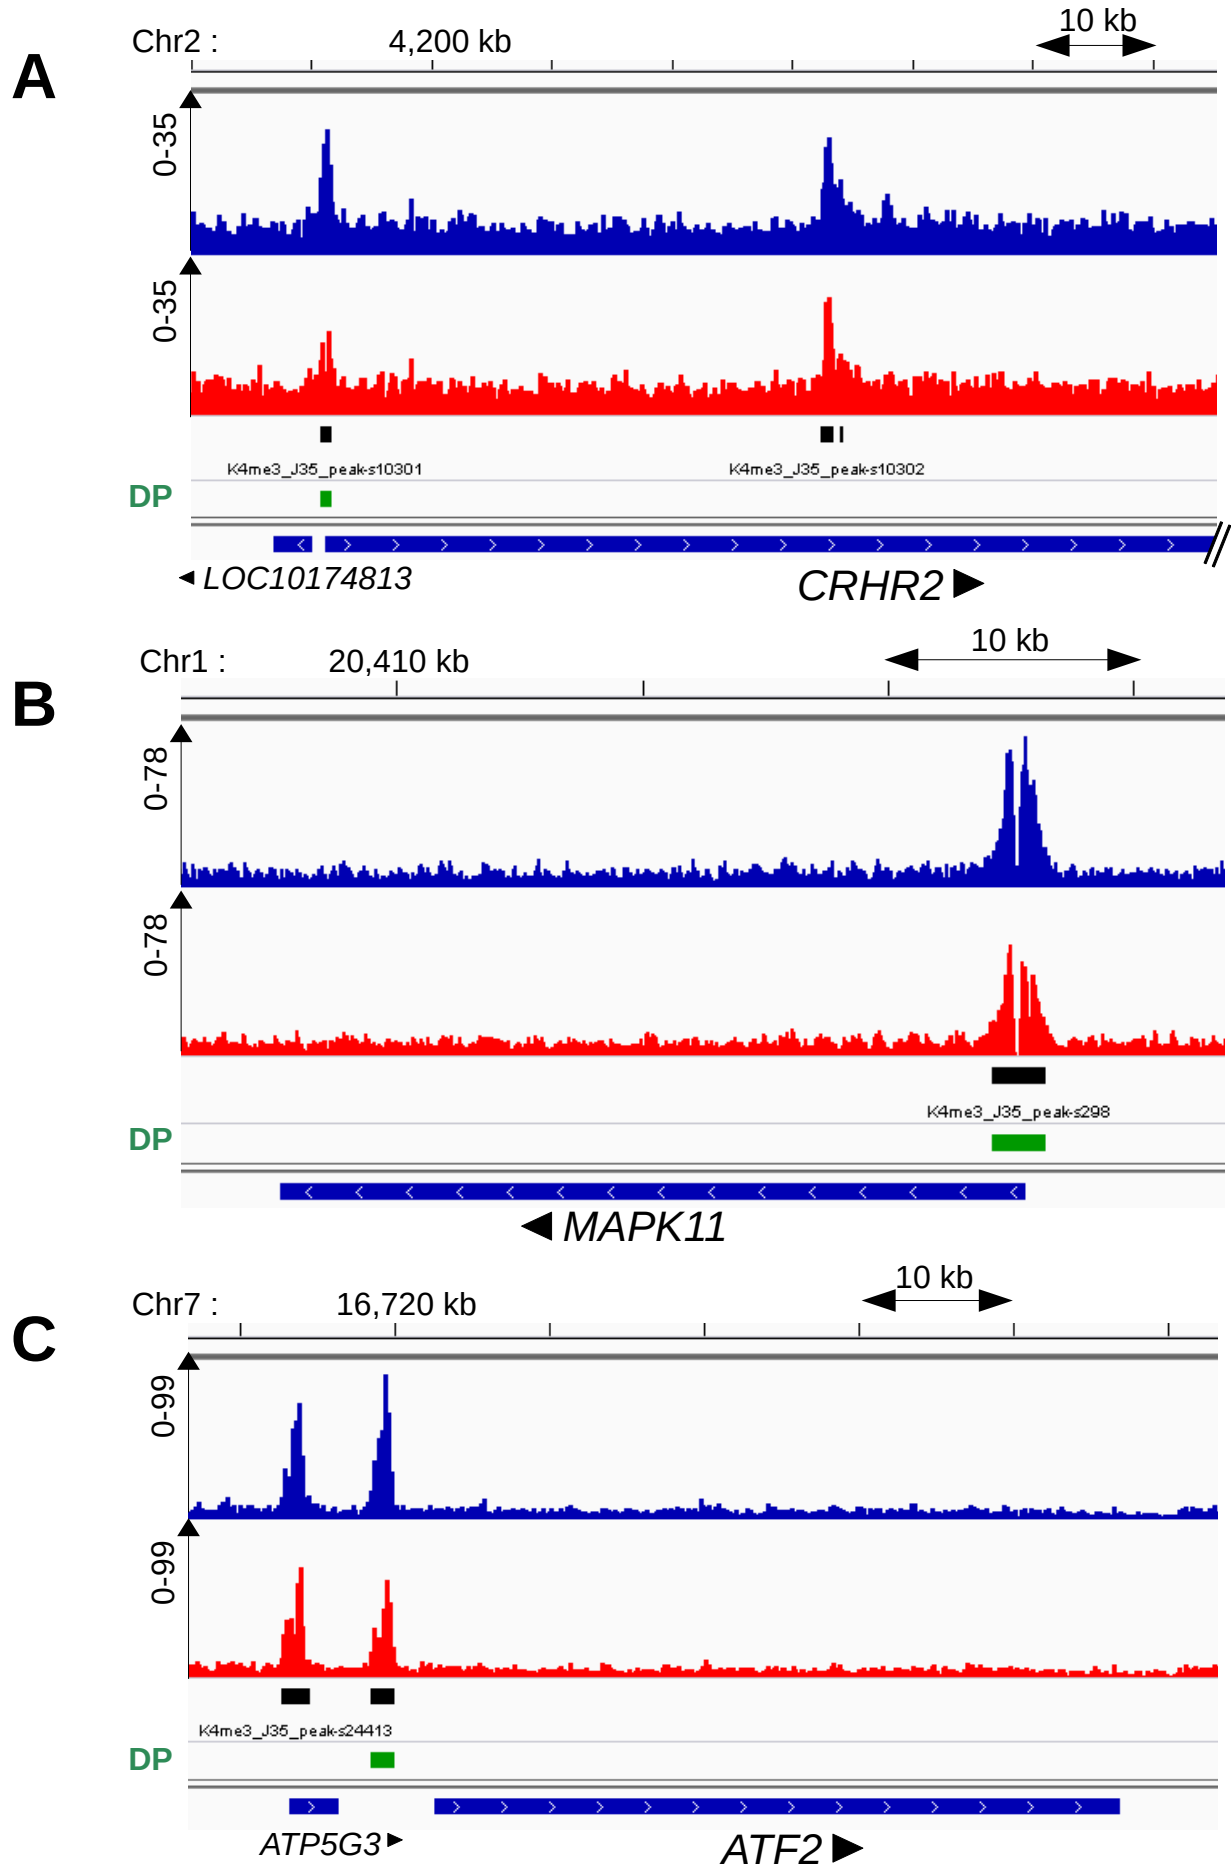 A
Chr2 :
4,200 kb
10 kb
0-35
0-35
K4me3_J35_peak-s10301
K4me3_J35_peak-s10302
DP
LOC10174813
CRHR2
B
Chr1 :
20,410 kb
10 kb
0-78
0-78
K4me3_J35_peak-s298
DP
MAPK11
C
Chr7 :
16,720 kb
10 kb
0-99
0-99
K4me3_J35_peak-s24413
DP
ATP5G3
ATF2